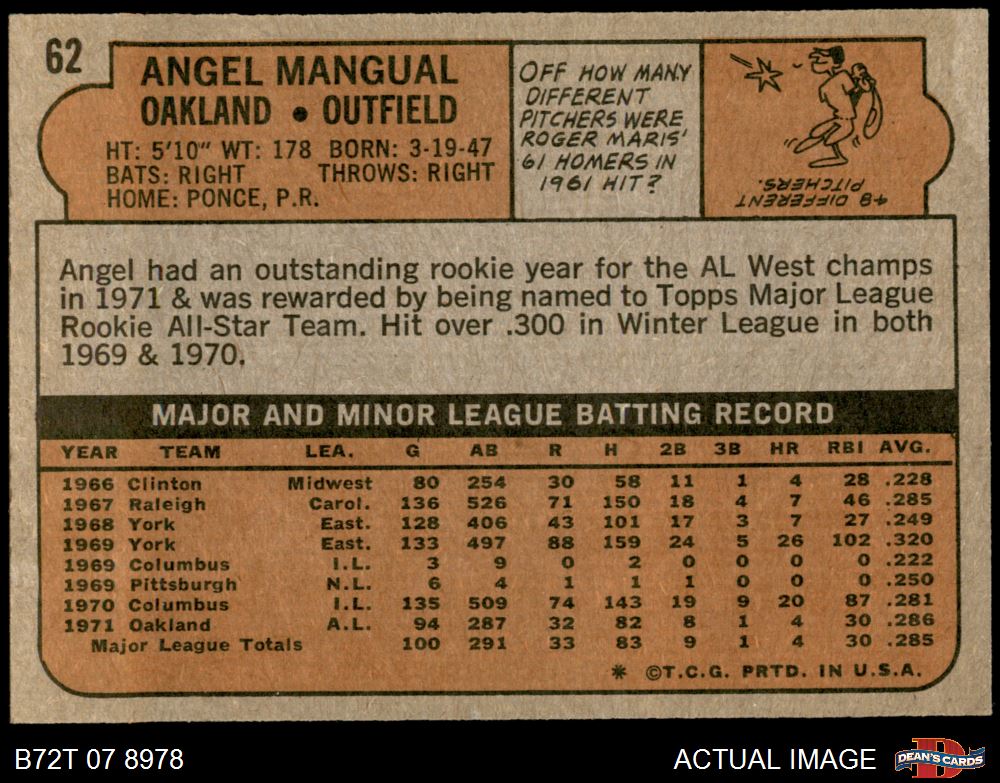 62
ANGEL MANGUAL
OAKLAND • OUTFIELD
HT: 5'10" WT: 178 BORN: 3-19-47
BATS: RIGHT THROWS: RIGHT
HOME: PONCE, P.R.
OFF HOW MANY
DIFFERENT
PITCHERS WERE
ROGER MARIS'
61 HOMERS IN
1961 HIT?
48 DIFFERENT
PITCHERS.
Angel had an outstanding rookie year for the AL West champs
in 1971 & was rewarded by being named to Topps Major League
Rookie All-Star Team. Hit over .300 in Winter League in both
1969 & 1970.
MAJOR AND MINOR LEAGUE BATTING RECORD
YEAR TEAM LEA. G AB R H 2B 3B HR RBI AVG.
1966 Clinton Midwest 80 254 30 58 11 1 4 28 .228
1967 Raleigh Carol. 136 526 71 150 18 4 7 46 .285
1968 York East. 128 406 43 101 17 3 7 27 .249
1969 York East. 133 497 88 159 24 5 26 102 .320
1969 Columbus I.L. 3 9 0 2 0 0 0 0 .222
1969 Pittsburgh N.L. 6 4 1 1 1 0 0 0 .250
1970 Columbus I.L. 135 509 74 143 19 9 20 87 .281
1971 Oakland A.L. 94 287 32 82 8 1 4 30 .286
Major League Totals 100 291 33 83 9 1 4 30 .285
* ©T.C.G. PRTD. IN U.S.A.
B72T 07 8978
ACTUAL IMAGE
D
DEAN'S CARDS